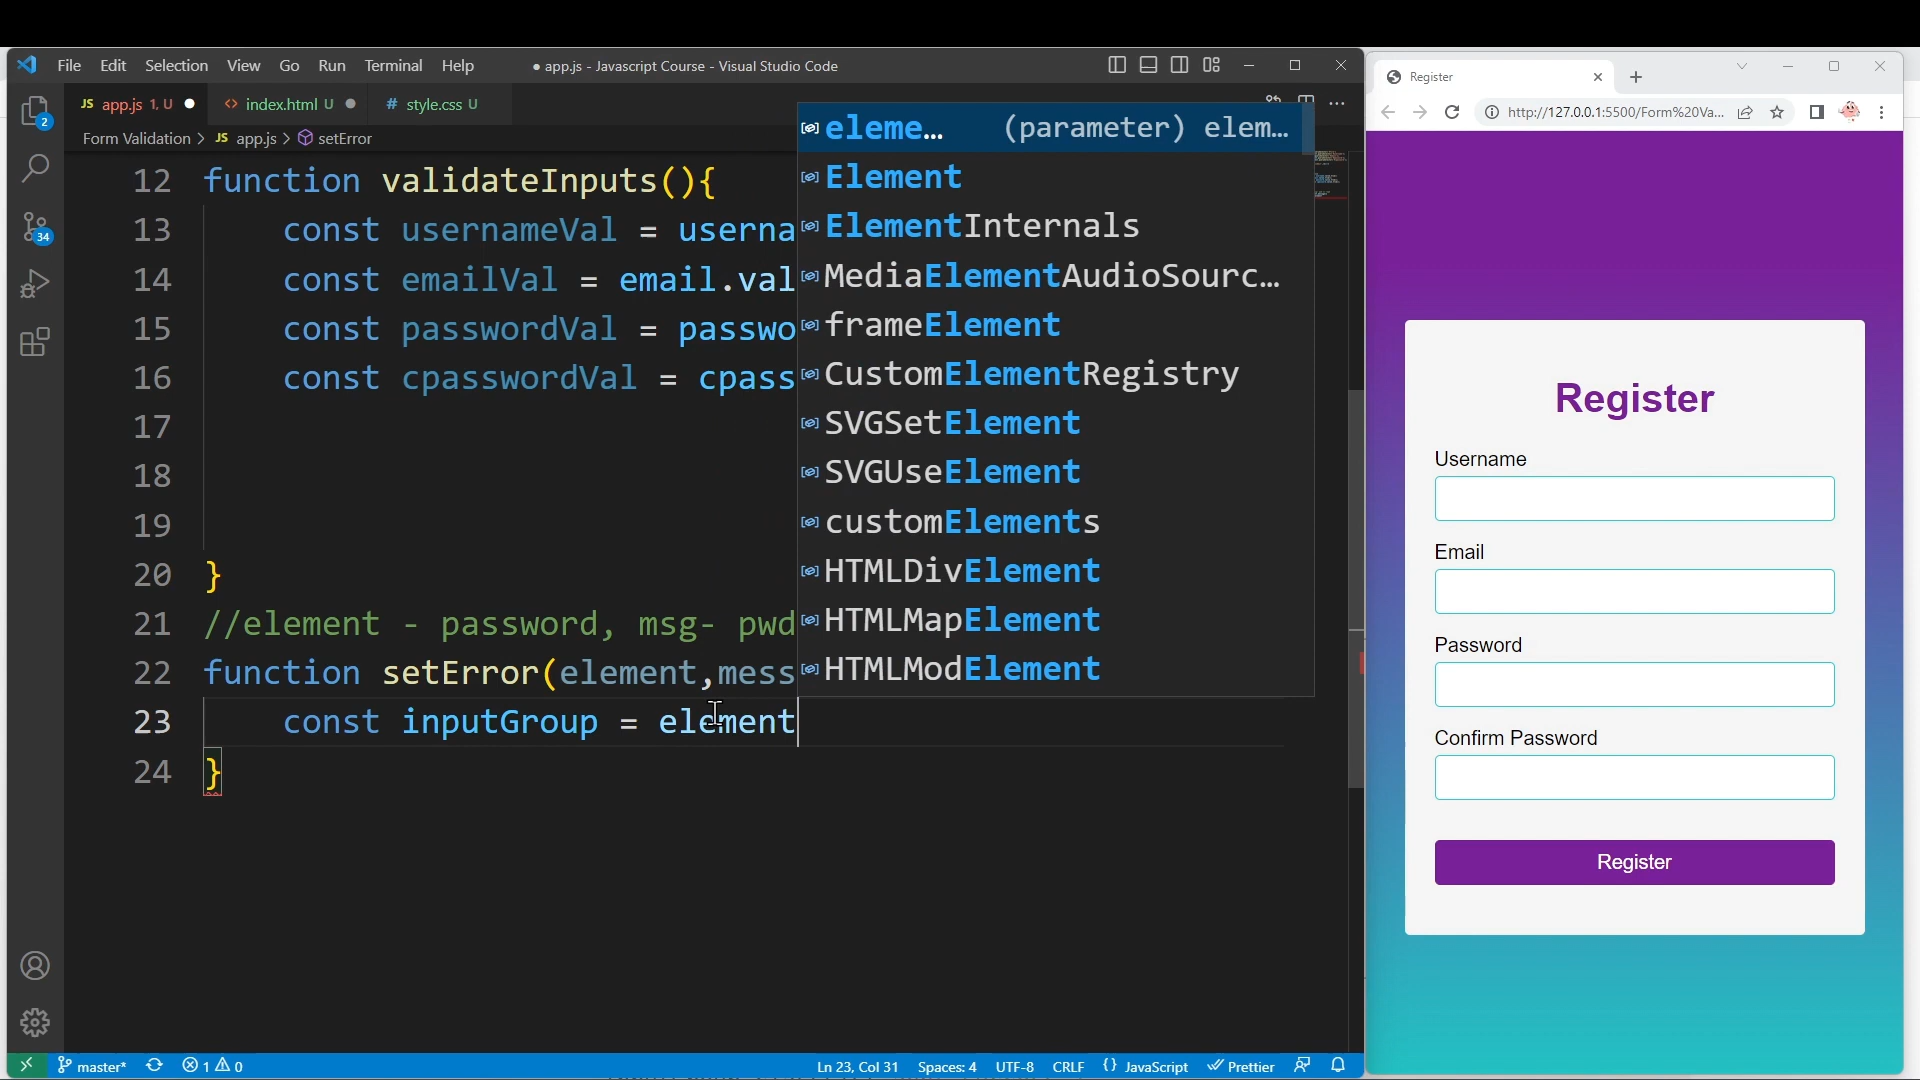 File Edit Selection View Go Run Terminal Help
● app.js - Javascript Course - Visual Studio Code
JS app.js 1, U ●
<> index.html U ●
# style.css U
Form Validation > JS app.js > setError
12 function validateInputs(){
13 const usernameVal = userna
14 const emailVal = email.val
15 const passwordVal = passwo
16 const cpasswordVal = cpass
17
18
19
20 }
21 //element - password, msg- pwd
22 function setError(element,mess
23 const inputGroup = element
24 }
eleme… (parameter) elem…
Element
ElementInternals
MediaElementAudioSourc…
frameElement
CustomElementRegistry
SVGSetElement
SVGUseElement
customElements
HTMLDivElement
HTMLMapElement
HTMLModElement
2
34
master*
1 0
Ln 23, Col 31
Spaces: 4
UTF-8
CRLF
{} JavaScript
Prettier
Register
http://127.0.0.1:5500/Form%20Va...
Register
Username
Email
Password
Confirm Password
Register